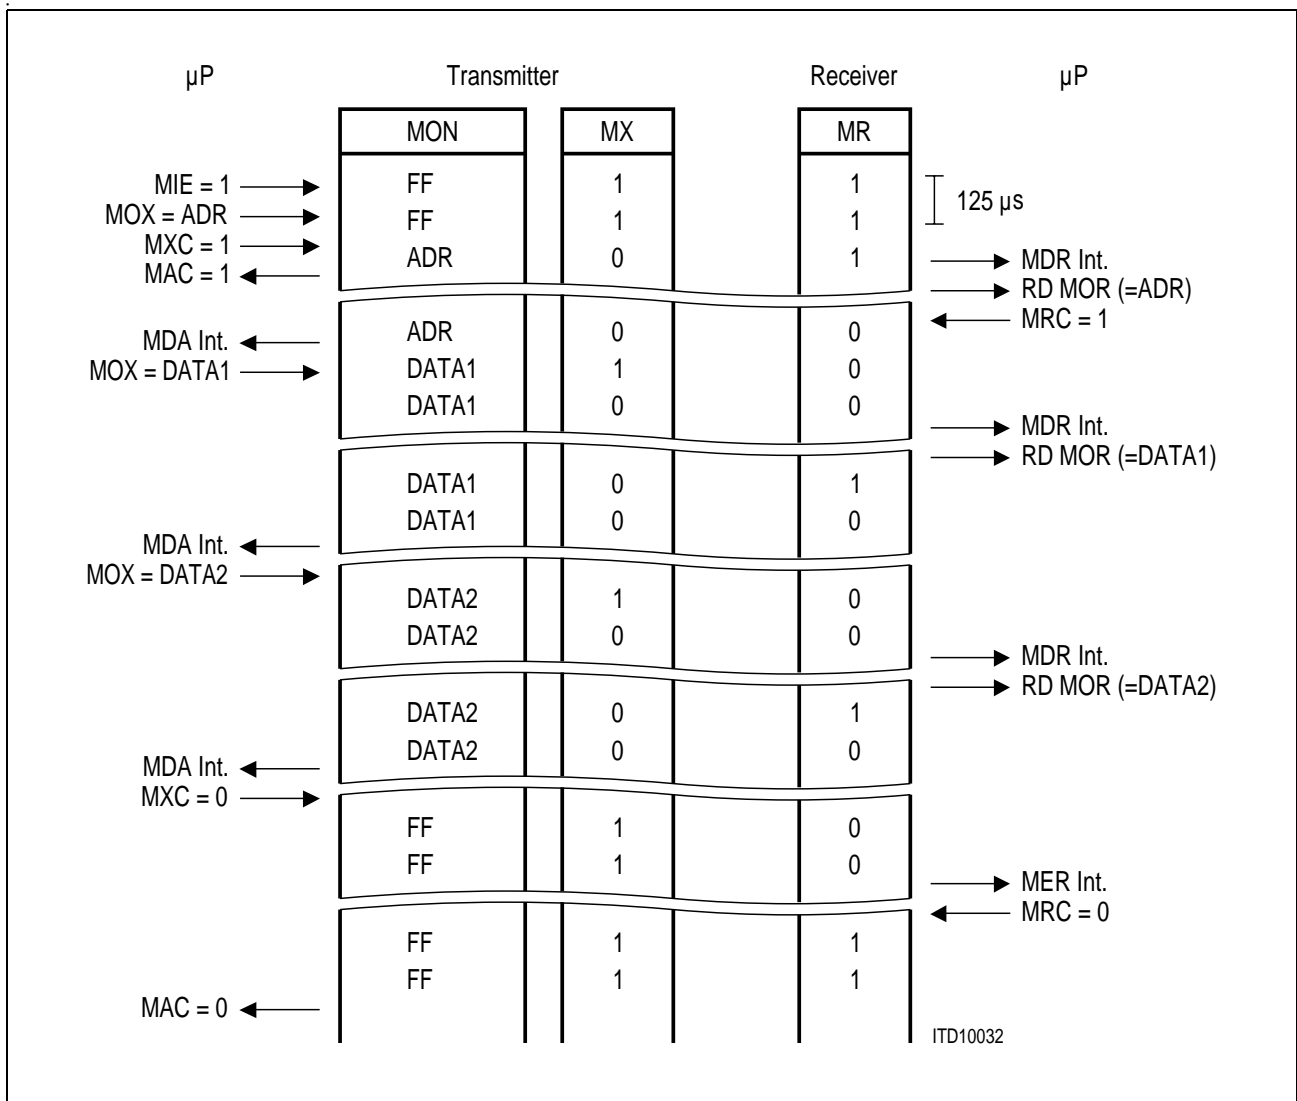 µP Transmitter Receiver µP
MON MX MR
MIE = 1 FF 1 1 125 µs
MOX = ADR FF 1 1
MXC = 1 ADR 0 1 MDR Int.
MAC = 1 RD MOR (=ADR)
MRC = 1
MDA Int. ADR 0 0
MOX = DATA1 DATA1 1 0
DATA1 0 0
MDR Int.
RD MOR (=DATA1)
DATA1 0 1
DATA1 0 0
MDA Int.
MOX = DATA2
DATA2 1 0
DATA2 0 0
MDR Int.
RD MOR (=DATA2)
DATA2 0 1
DATA2 0 0
MDA Int.
MXC = 0
FF 1 0
FF 1 0
MER Int.
MRC = 0
FF 1 1
FF 1 1
MAC = 0
ITD10032